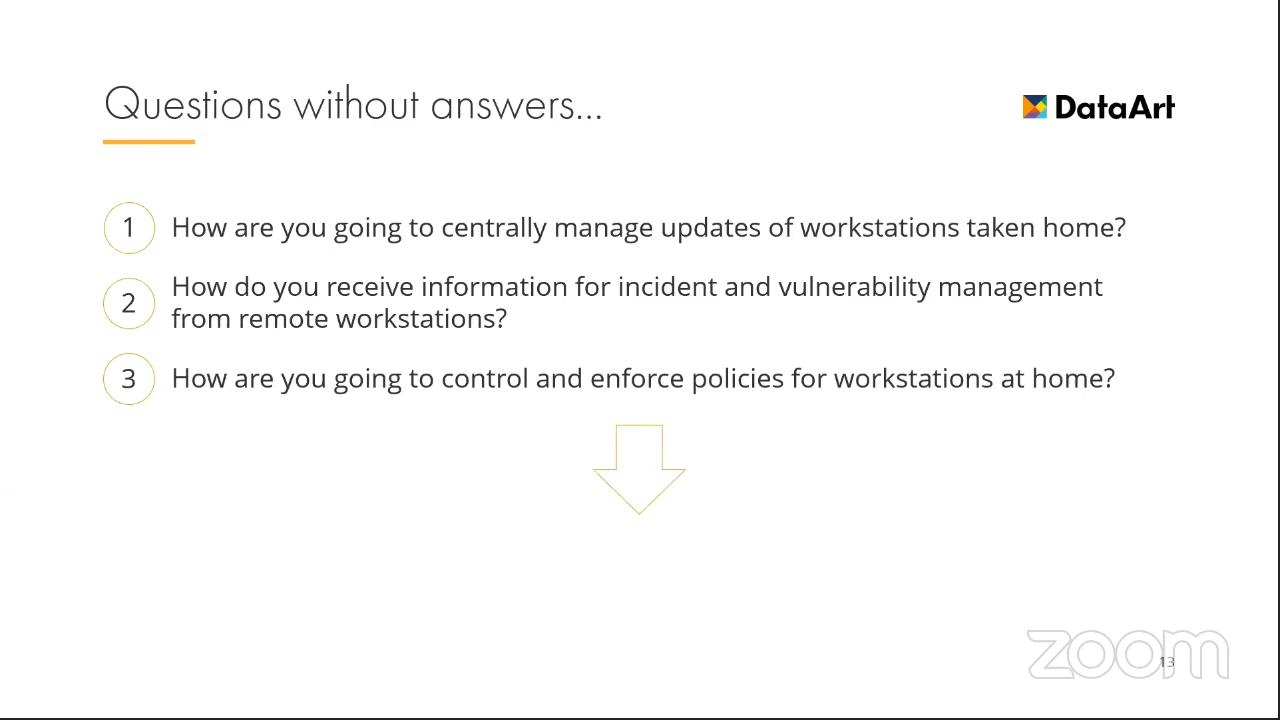 Questions without answers...
DataArt
1 How are you going to centrally manage updates of workstations taken home?
2 How do you receive information for incident and vulnerability management
from remote workstations?
3 How are you going to control and enforce policies for workstations at home?
zoom
13